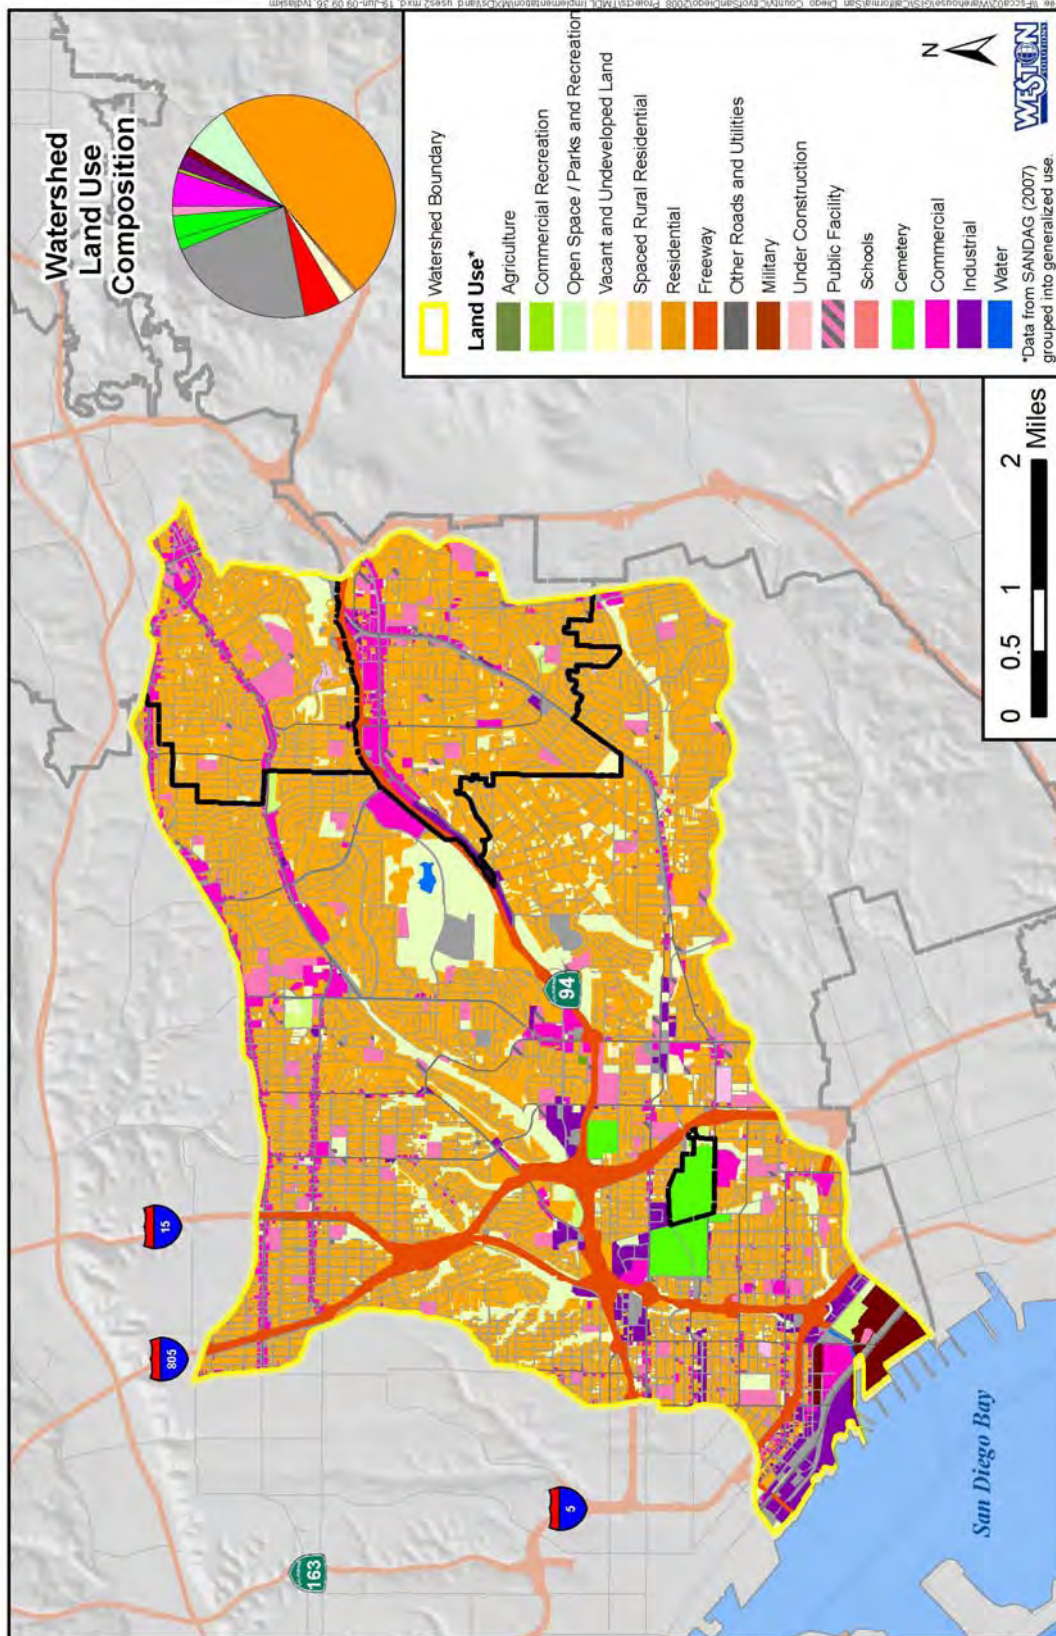 Watershed
Land Use
Composition
Watershed Boundary
Land Use*
Agriculture
Commercial Recreation
Open Space / Parks and Recreation
Vacant and Undeveloped Land
Spaced Rural Residential
Residential
Freeway
Other Roads and Utilities
Military
Under Construction
Public Facility
Schools
Cemetery
Commercial
Industrial
Water
*Data from SANDAG (2007)
grouped into generalized use.
N
WESTON
SOLUTIONS
0 0.5 1 2
Miles
15
805
163
5
94
San Diego Bay